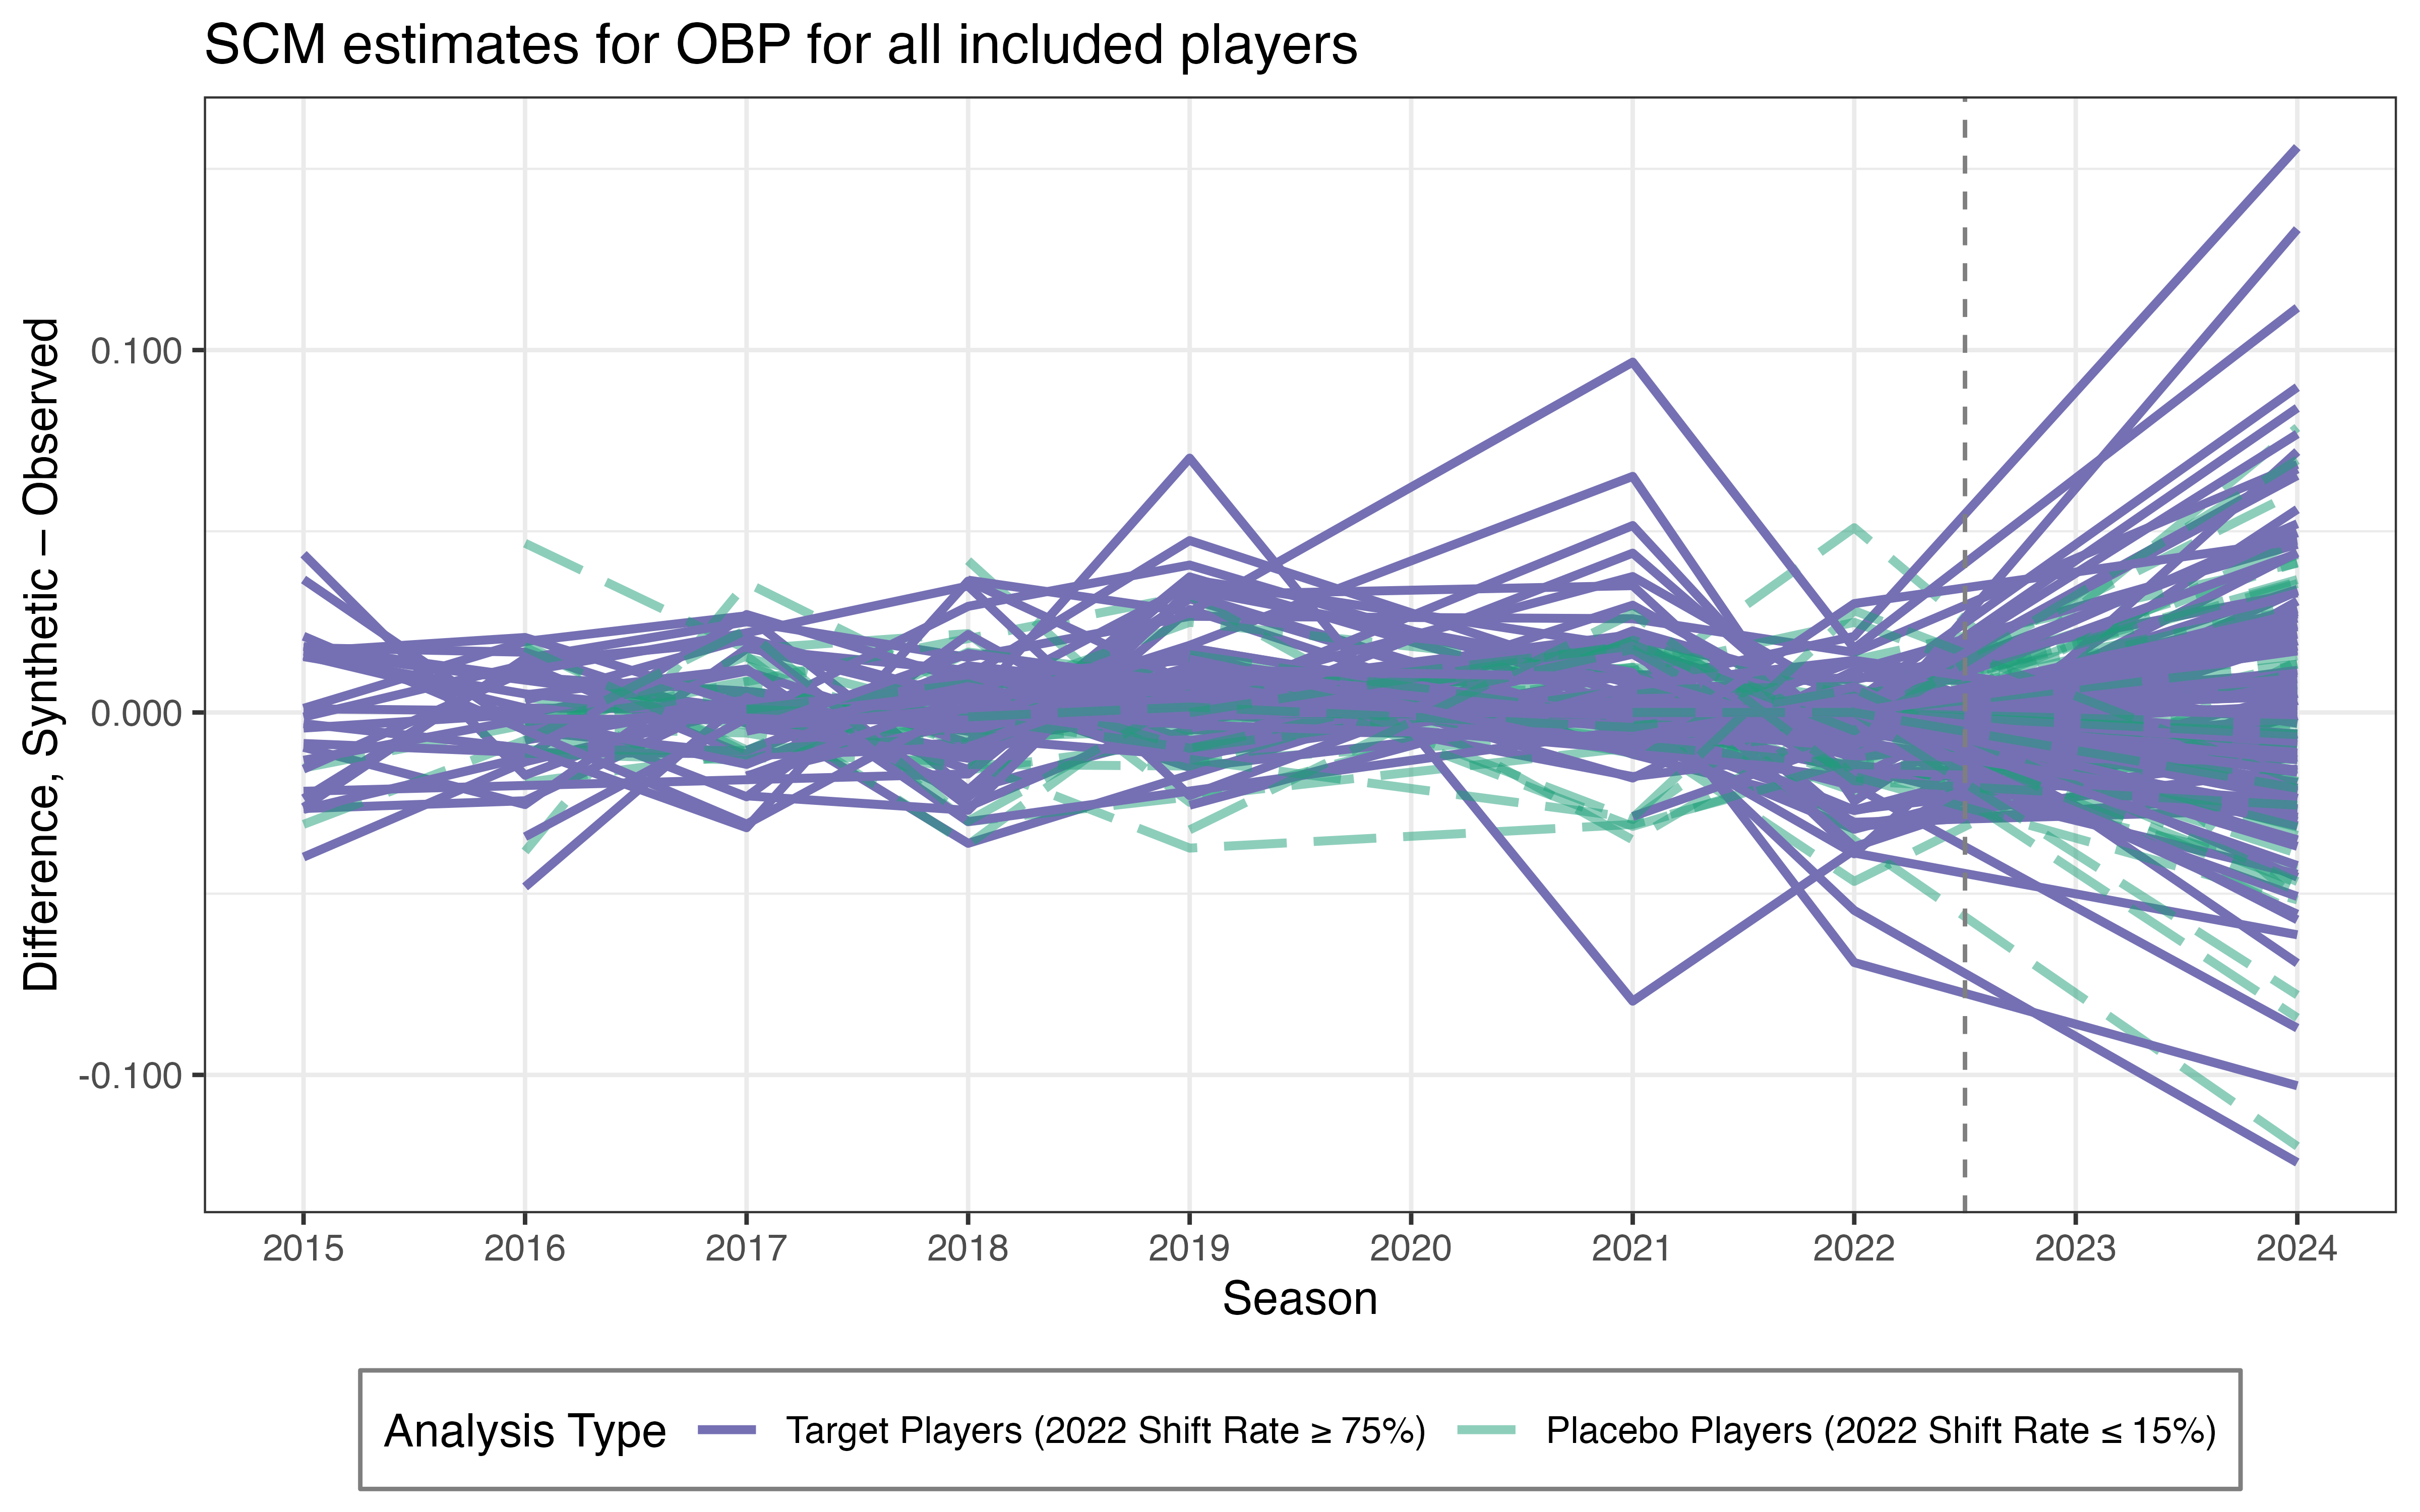 SCM estimates for OBP for all included players
Difference, Synthetic − Observed
0.100
0.000
-0.100
2015 2016 2017 2018 2019 2020 2021 2022 2023 2024
Season
Analysis Type Target Players (2022 Shift Rate ≥ 75%) Placebo Players (2022 Shift Rate ≤ 15%)